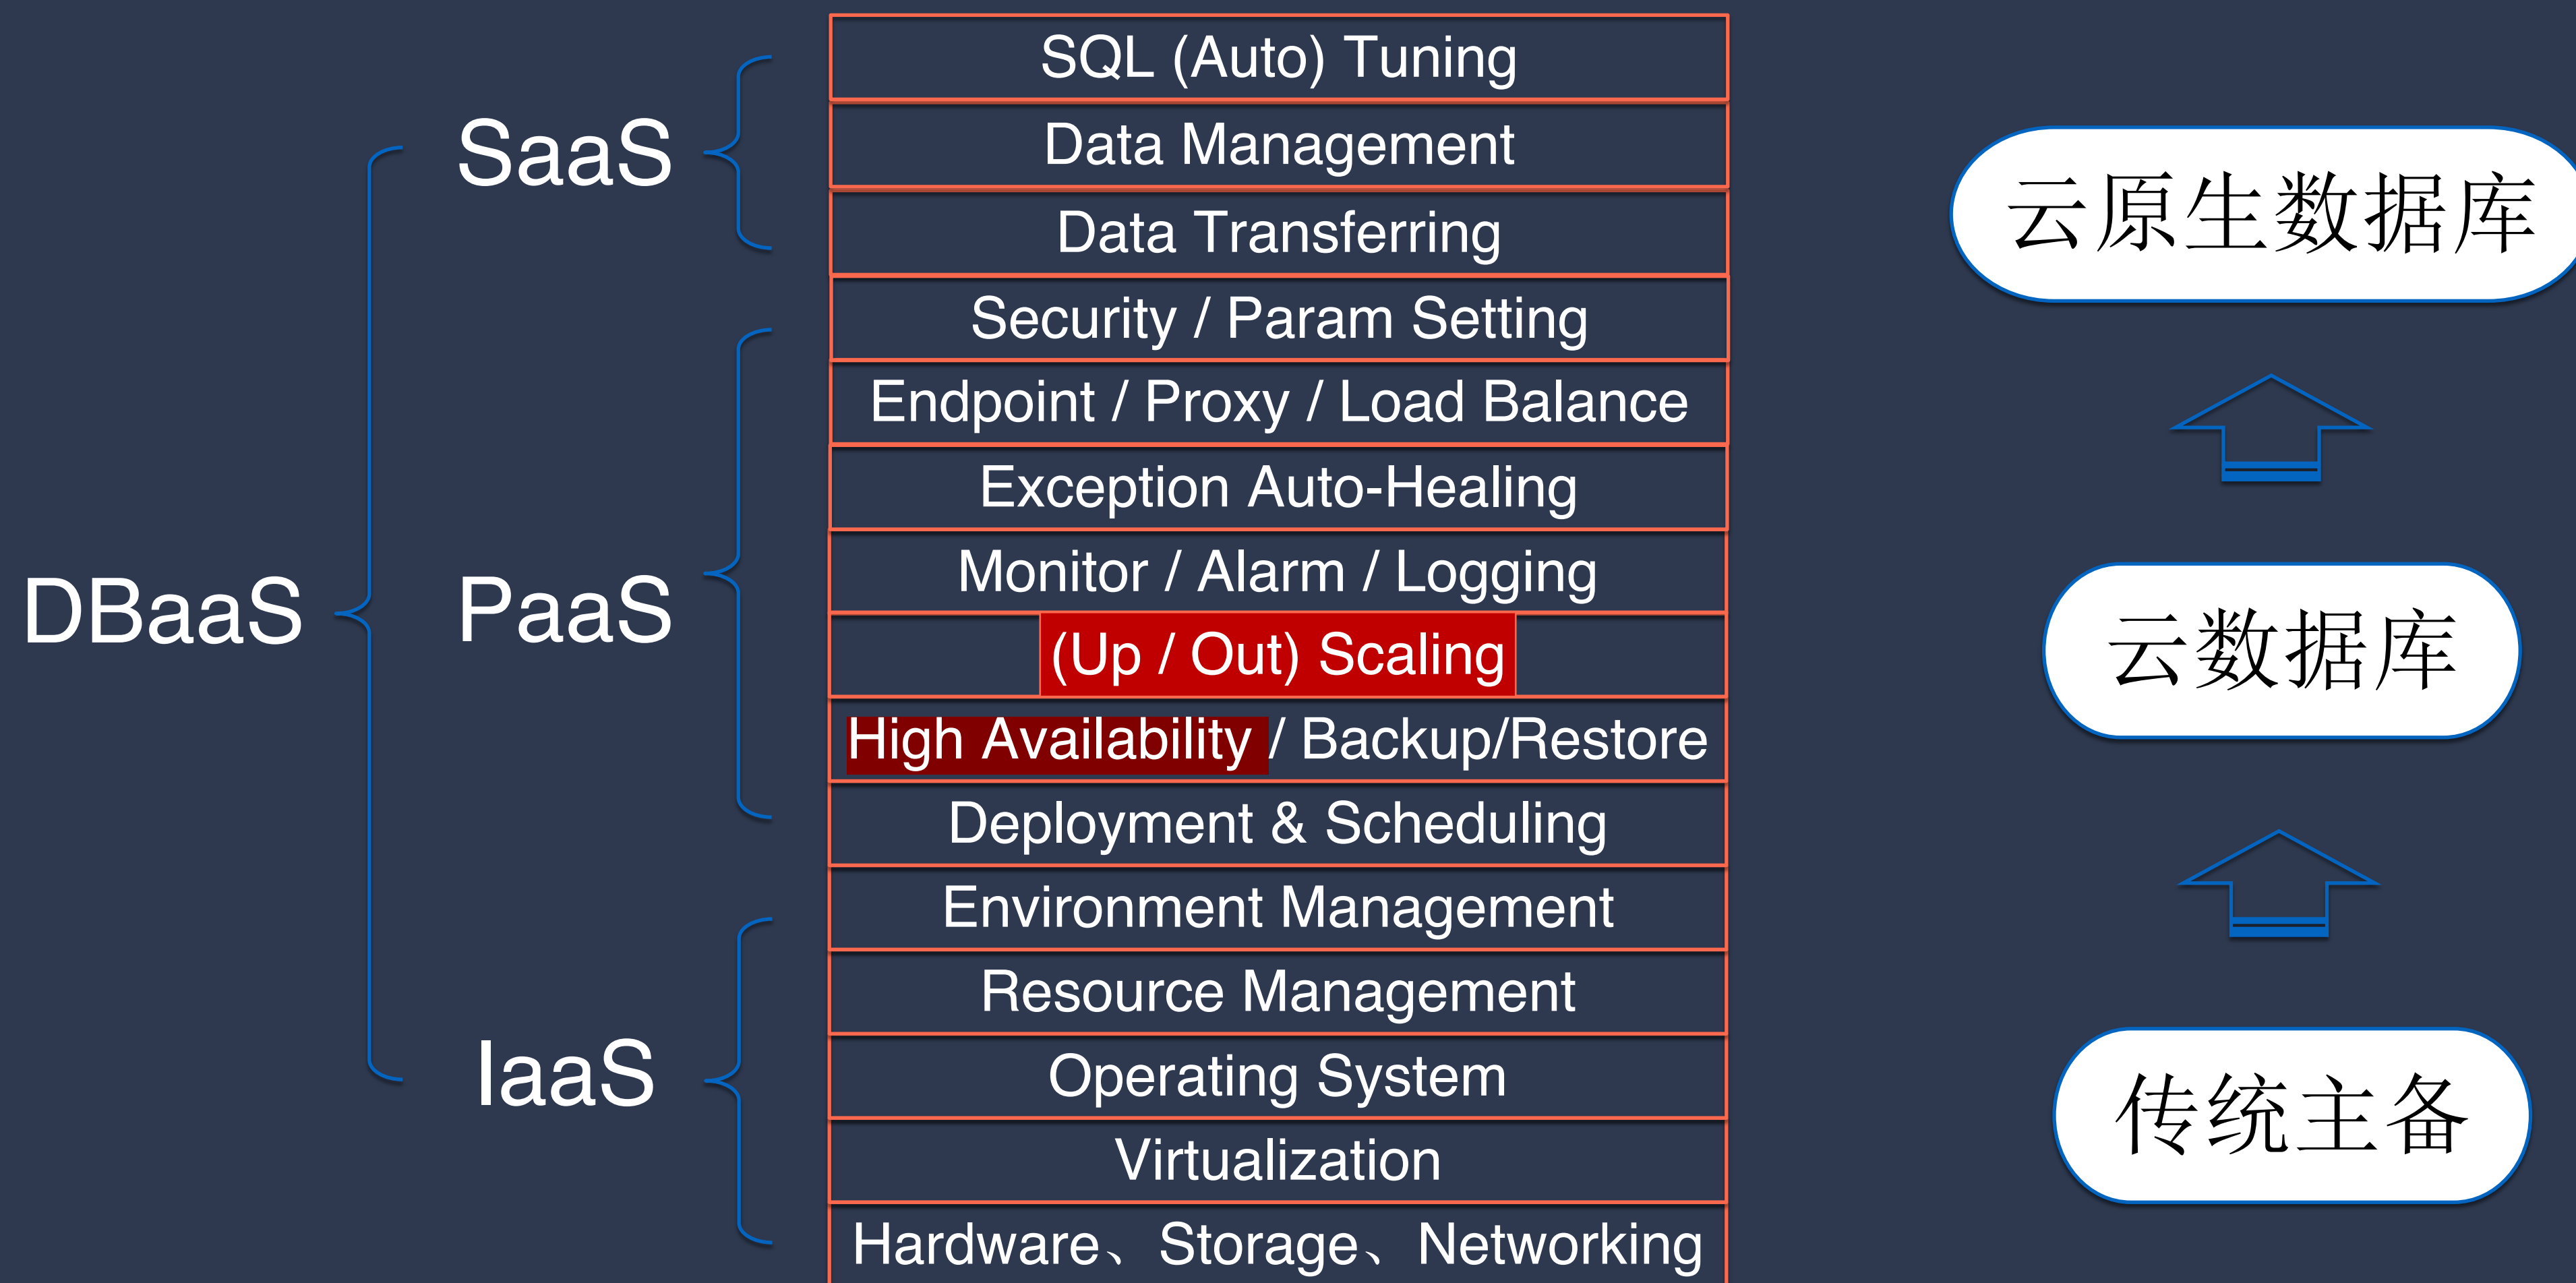 DBaaS
SaaS
PaaS
IaaS
SQL (Auto) Tuning
Data Management
Data Transferring
Security / Param Setting
Endpoint / Proxy / Load Balance
Exception Auto-Healing
Monitor / Alarm / Logging
(Up / Out) Scaling
High Availability / Backup/Restore
Deployment & Scheduling
Environment Management
Resource Management
Operating System
Virtualization
Hardware、Storage、Networking
云原生数据库
云数据库
传统主备